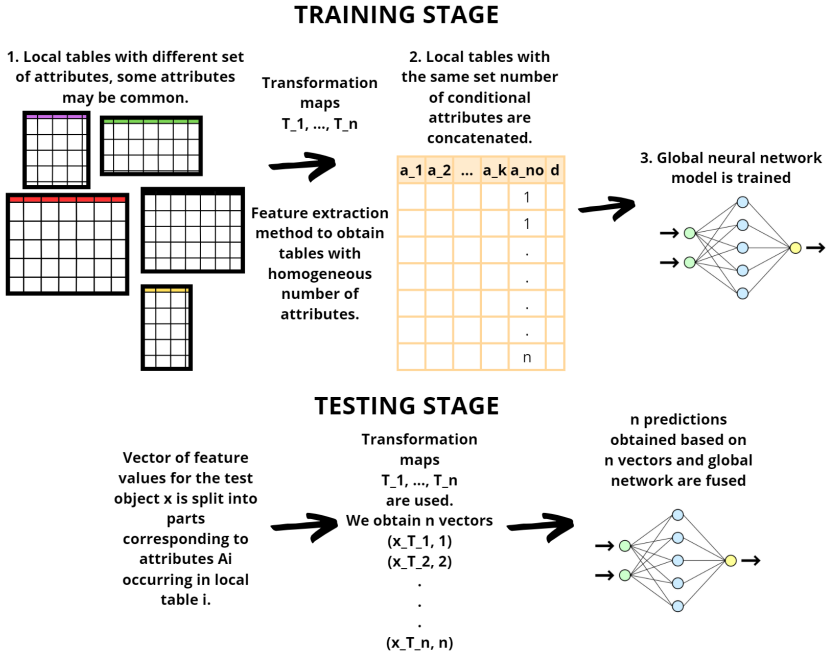 TRAINING STAGE
1. Local tables with different set
of attributes, some attributes
may be common.
Transformation
maps
T_1, ..., T_n
Feature extraction
method to obtain
tables with
homogeneous
number of
attributes.
2. Local tables with
the same set number
of conditional
attributes are
concatenated.
a_1 a_2 ... a_k a_no d
1
1
.
.
.
.
n
3. Global neural network
model is trained
TESTING STAGE
Vector of feature
values for the test
object x is split into
parts
corresponding to
attributes Ai
occurring in local
table i.
Transformation
maps
T_1, ..., T_n
are used.
We obtain n vectors
(x_T_1, 1)
(x_T_2, 2)
.
.
.
(x_T_n, n)
n predictions
obtained based on
n vectors and global
network are fused